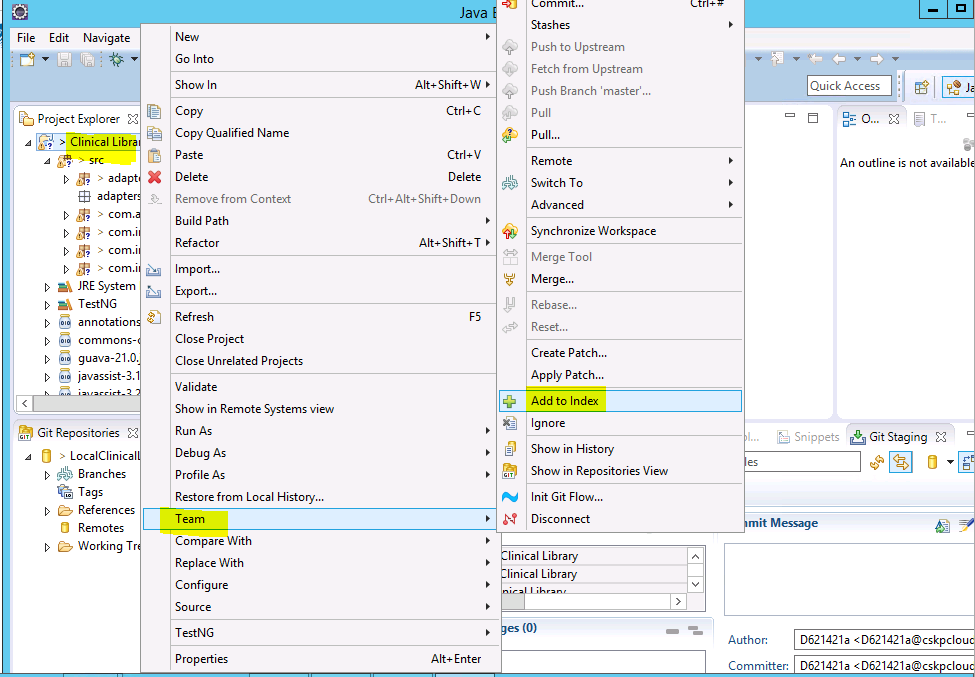 Java E
File Edit Navigate
Quick Access
Ja
Project Explorer
> Clinical Librar
> src
> adapte
adapters
> com.a
> com.in
> com.in
> com.in
JRE System
TestNG
annotations
commons-c
guava-21.0.
javassist-3.1
javassist-3.2
Git Repositories
> LocalClinicalL
Branches
Tags
References
Remotes
Working Tre
New
Go Into
Show In Alt+Shift+W
Copy Ctrl+C
Copy Qualified Name
Paste Ctrl+V
Delete Delete
Remove from Context Ctrl+Alt+Shift+Down
Build Path
Refactor Alt+Shift+T
Import...
Export...
Refresh F5
Close Project
Close Unrelated Projects
Validate
Show in Remote Systems view
Run As
Debug As
Profile As
Restore from Local History...
Team
Compare With
Replace With
Configure
Source
TestNG
Properties Alt+Enter
Commit... Ctrl+#
Stashes
Push to Upstream
Fetch from Upstream
Push Branch 'master'...
Pull
Pull...
Remote
Switch To
Advanced
Synchronize Workspace
Merge Tool
Merge...
Rebase...
Reset...
Create Patch...
Apply Patch...
Add to Index
Ignore
Show in History
Show in Repositories View
Init Git Flow...
Disconnect
O... T...
An outline is not available
Snippets Git Staging
les
Clinical Library
Clinical Library
nical Library
ges (0)
mmit Message
Author: D621421a <D621421a@cskpcloud
Committer: D621421a <D621421a@cskpcloud